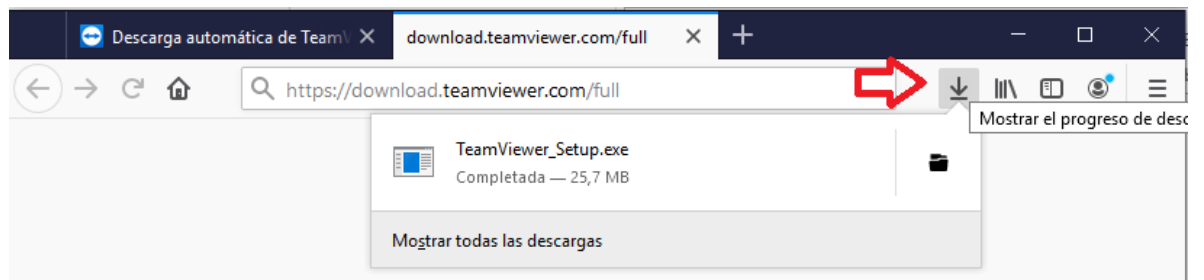 Descarga automática de Team
download.teamviewer.com/full
https://download.teamviewer.com/full
Mostrar el progreso de desc
TeamViewer_Setup.exe
Completada — 25,7 MB
Mostrar todas las descargas